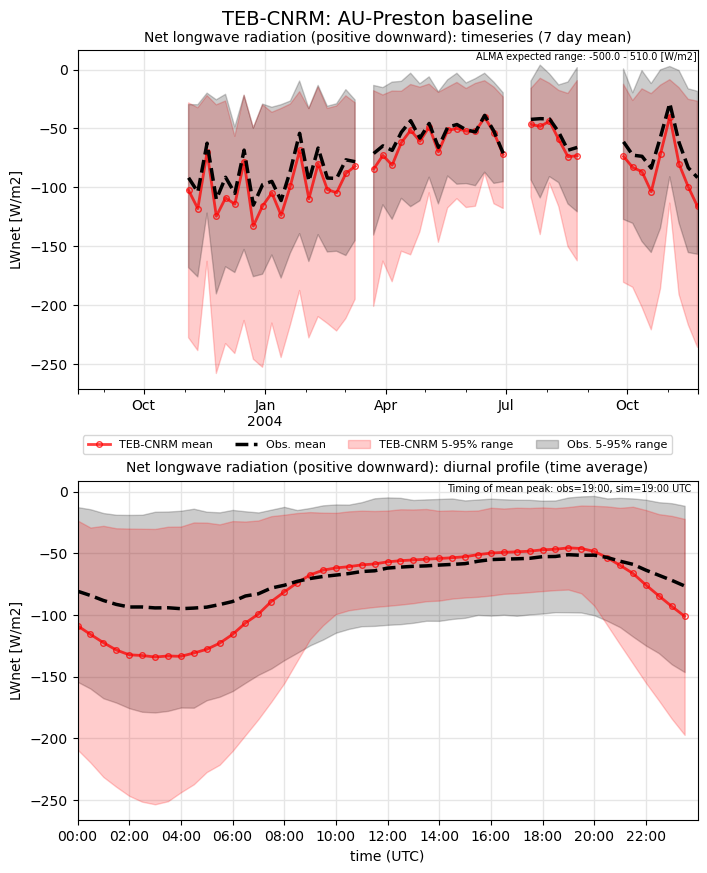 TEB-CNRM: AU-Preston baseline
Net longwave radiation (positive downward): timeseries (7 day mean)
ALMA expected range: -500.0 - 510.0 [W/m2]
0
−50
−100
−150
−200
−250
LWnet [W/m2]
Oct
Jan
2004
Apr
Jul
Oct
TEB-CNRM mean
Obs. mean
TEB-CNRM 5-95% range
Obs. 5-95% range
Net longwave radiation (positive downward): diurnal profile (time average)
Timing of mean peak: obs=19:00, sim=19:00 UTC
0
−50
−100
−150
−200
−250
LWnet [W/m2]
00:00
02:00
04:00
06:00
08:00
10:00
12:00
14:00
16:00
18:00
20:00
22:00
time (UTC)